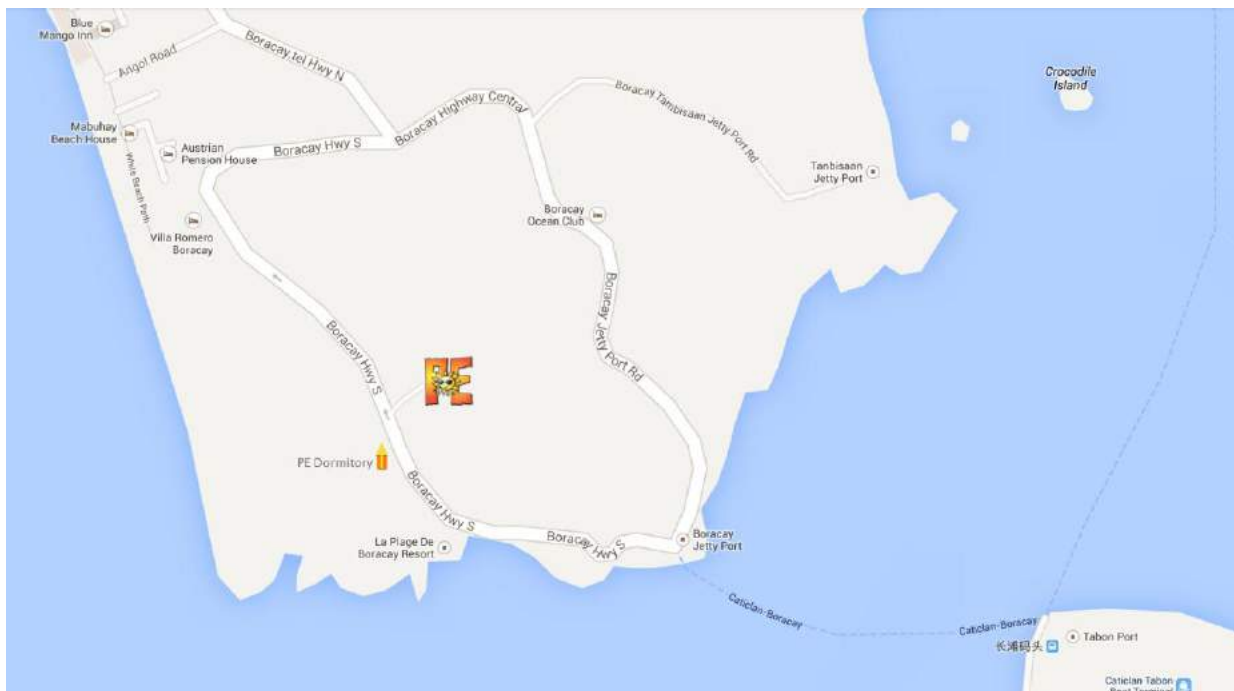 Blue
Mango Inn
Angol Road
Boracay.tel Hwy N
Crocodile
Island
Boracay Tambisaan Jetty Port Rd
Boracay Highway Central
Mabuhay
Beach House
Austrian
Pension House
Boracay Hwy S
Tanbisaan
Jetty Port
White Beach Path
Boracay
Ocean Club
Villa Romero
Boracay
Boracay Jetty Port Rd
Boracay Hwy S
PE
PE Dormitory
Boracay Hwy S
La Plage De
Boracay Resort
Boracay Hwy S
Boracay
Jetty Port
Caticlan-Boracay
Caticlan-Boracay
Tabon Port
长滩码头
Caticlan Tabon
Boat Terminal